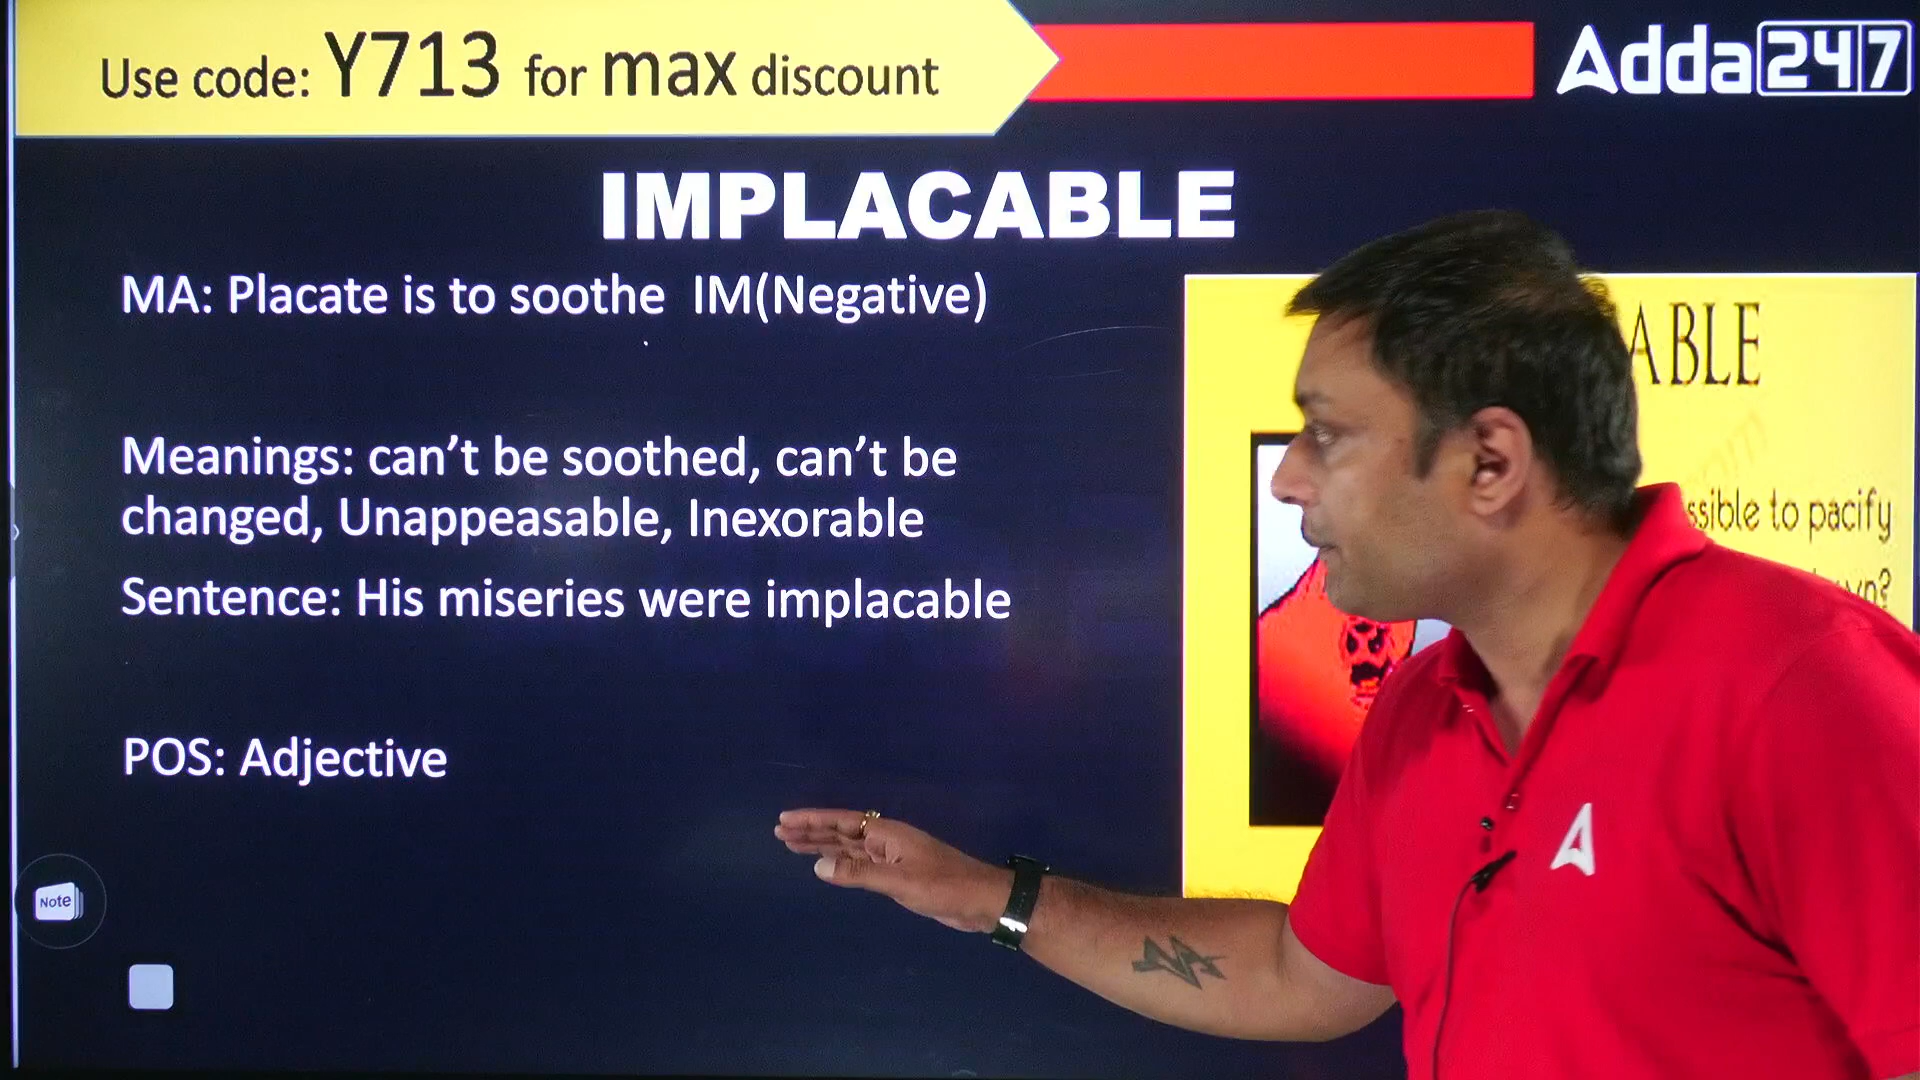 Use code: Y713 for max discount
Adda247
IMPLACABLE
MA: Placate is to soothe IM(Negative)
ABLE
Meanings: can't be soothed, can't be
changed, Unappeasable, Inexorable
ssible to pacify
Sentence: His miseries were implacable
POS: Adjective
Note